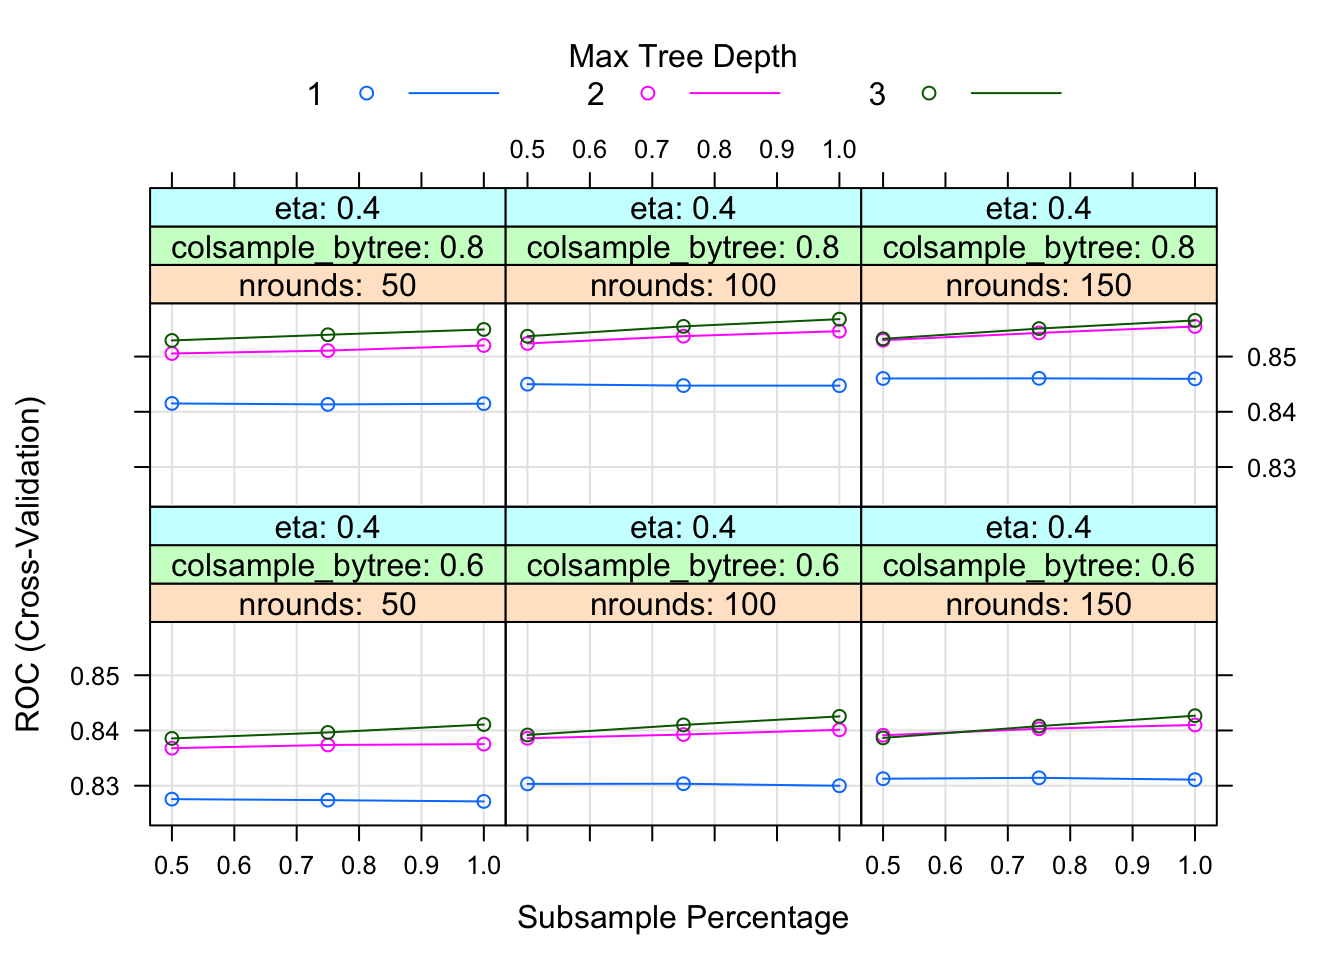 Max Tree Depth
1 2 3
0.5 0.6 0.7 0.8 0.9 1.0
eta: 0.4 eta: 0.4 eta: 0.4
colsample_bytree: 0.8 colsample_bytree: 0.8 colsample_bytree: 0.8
nrounds:  50 nrounds: 100 nrounds: 150
0.85
0.84
0.83
eta: 0.4 eta: 0.4 eta: 0.4
colsample_bytree: 0.6 colsample_bytree: 0.6 colsample_bytree: 0.6
nrounds:  50 nrounds: 100 nrounds: 150
ROC (Cross-Validation)
0.85
0.84
0.83
0.5 0.6 0.7 0.8 0.9 1.0 0.5 0.6 0.7 0.8 0.9 1.0
Subsample Percentage